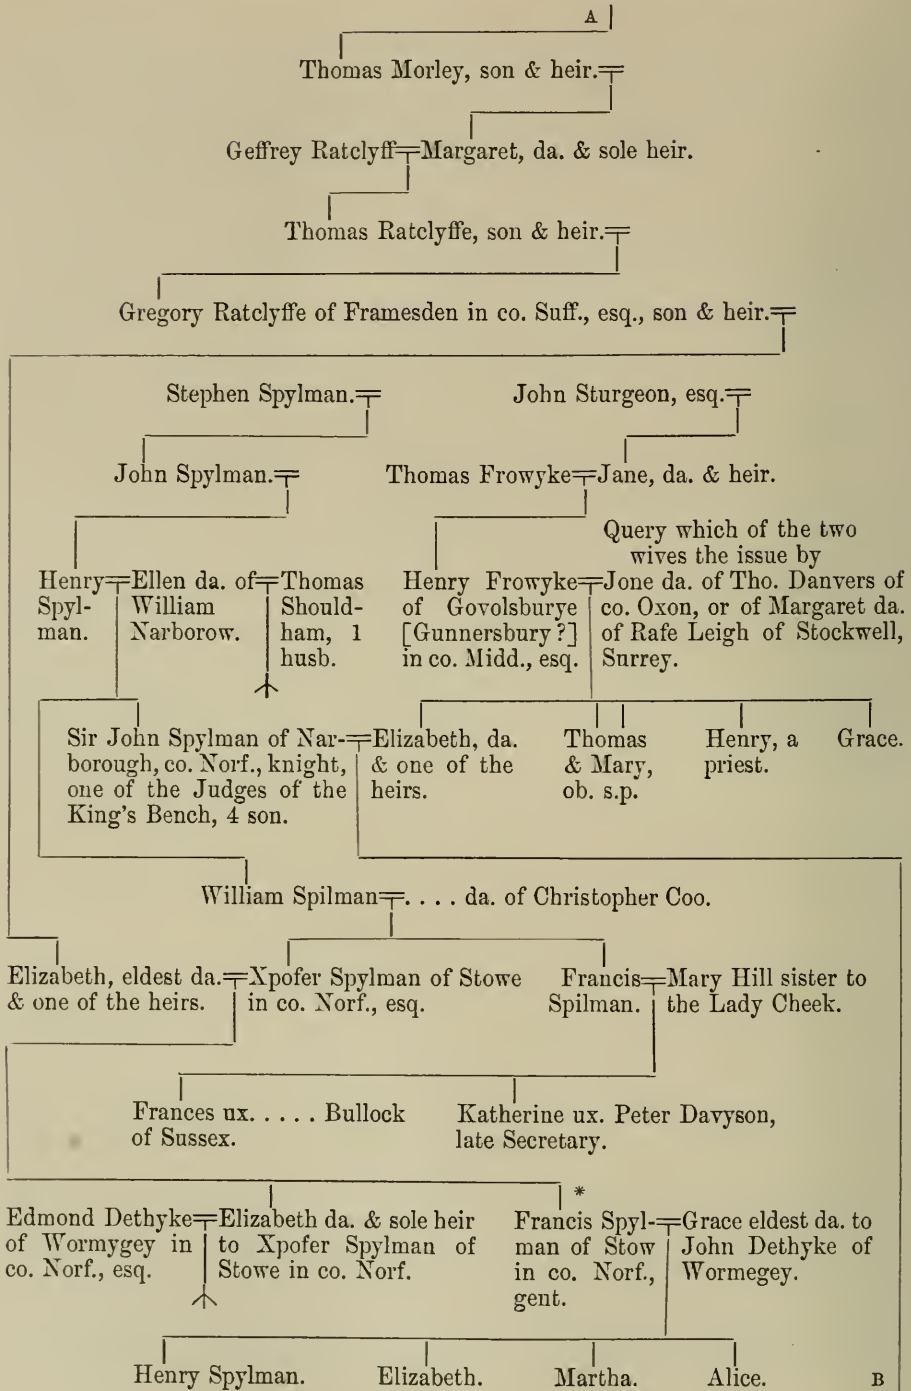 A
Thomas Morley, son & heir.
Geffrey Ratclyff Margaret, da. & sole heir.
Thomas Ratclyffe, son & heir.
Gregory Ratclyffe of Framesden in co. Suff., esq., son & heir.
Stephen Spylman.
John Sturgeon, esq.
John Spylman.
Thomas Frowyke Jane, da. & heir.
Henry
Spyl-
man.
Ellen da. of
William
Narborow.
Thomas
Should-
ham, 1
husb.
Henry Frowyke
of Govolsburye
[Gunnersbury?]
in co. Midd., esq.
Query which of the two
wives the issue by
Jone da. of Tho. Danvers of
co. Oxon, or of Margaret da.
of Rafe Leigh of Stockwell,
Surrey.
Sir John Spylman of Nar-
borough, co. Norf., knight,
one of the Judges of the
King's Bench, 4 son.
Elizabeth, da.
& one of the
heirs.
Thomas
& Mary,
ob. s.p.
Henry, a
priest.
Grace.
William Spilman . . . . da. of Christopher Coo.
Elizabeth, eldest da.
& one of the heirs.
Xpofer Spylman of Stowe
in co. Norf., esq.
Francis
Spilman.
Mary Hill sister to
the Lady Cheek.
Frances ux. . . . . . Bullock
of Sussex.
Katherine ux. Peter Davyson,
late Secretary.
Edmond Dethyke
of Wormygey in
co. Norf., esq.
Elizabeth da. & sole heir
to Xpofer Spylman of
Stowe in co. Norf.
*
Francis Spyl-
man of Stow
in co. Norf.,
gent.
Grace eldest da. to
John Dethyke of
Wormegey.
Henry Spylman.
Elizabeth.
Martha.
Alice.
B